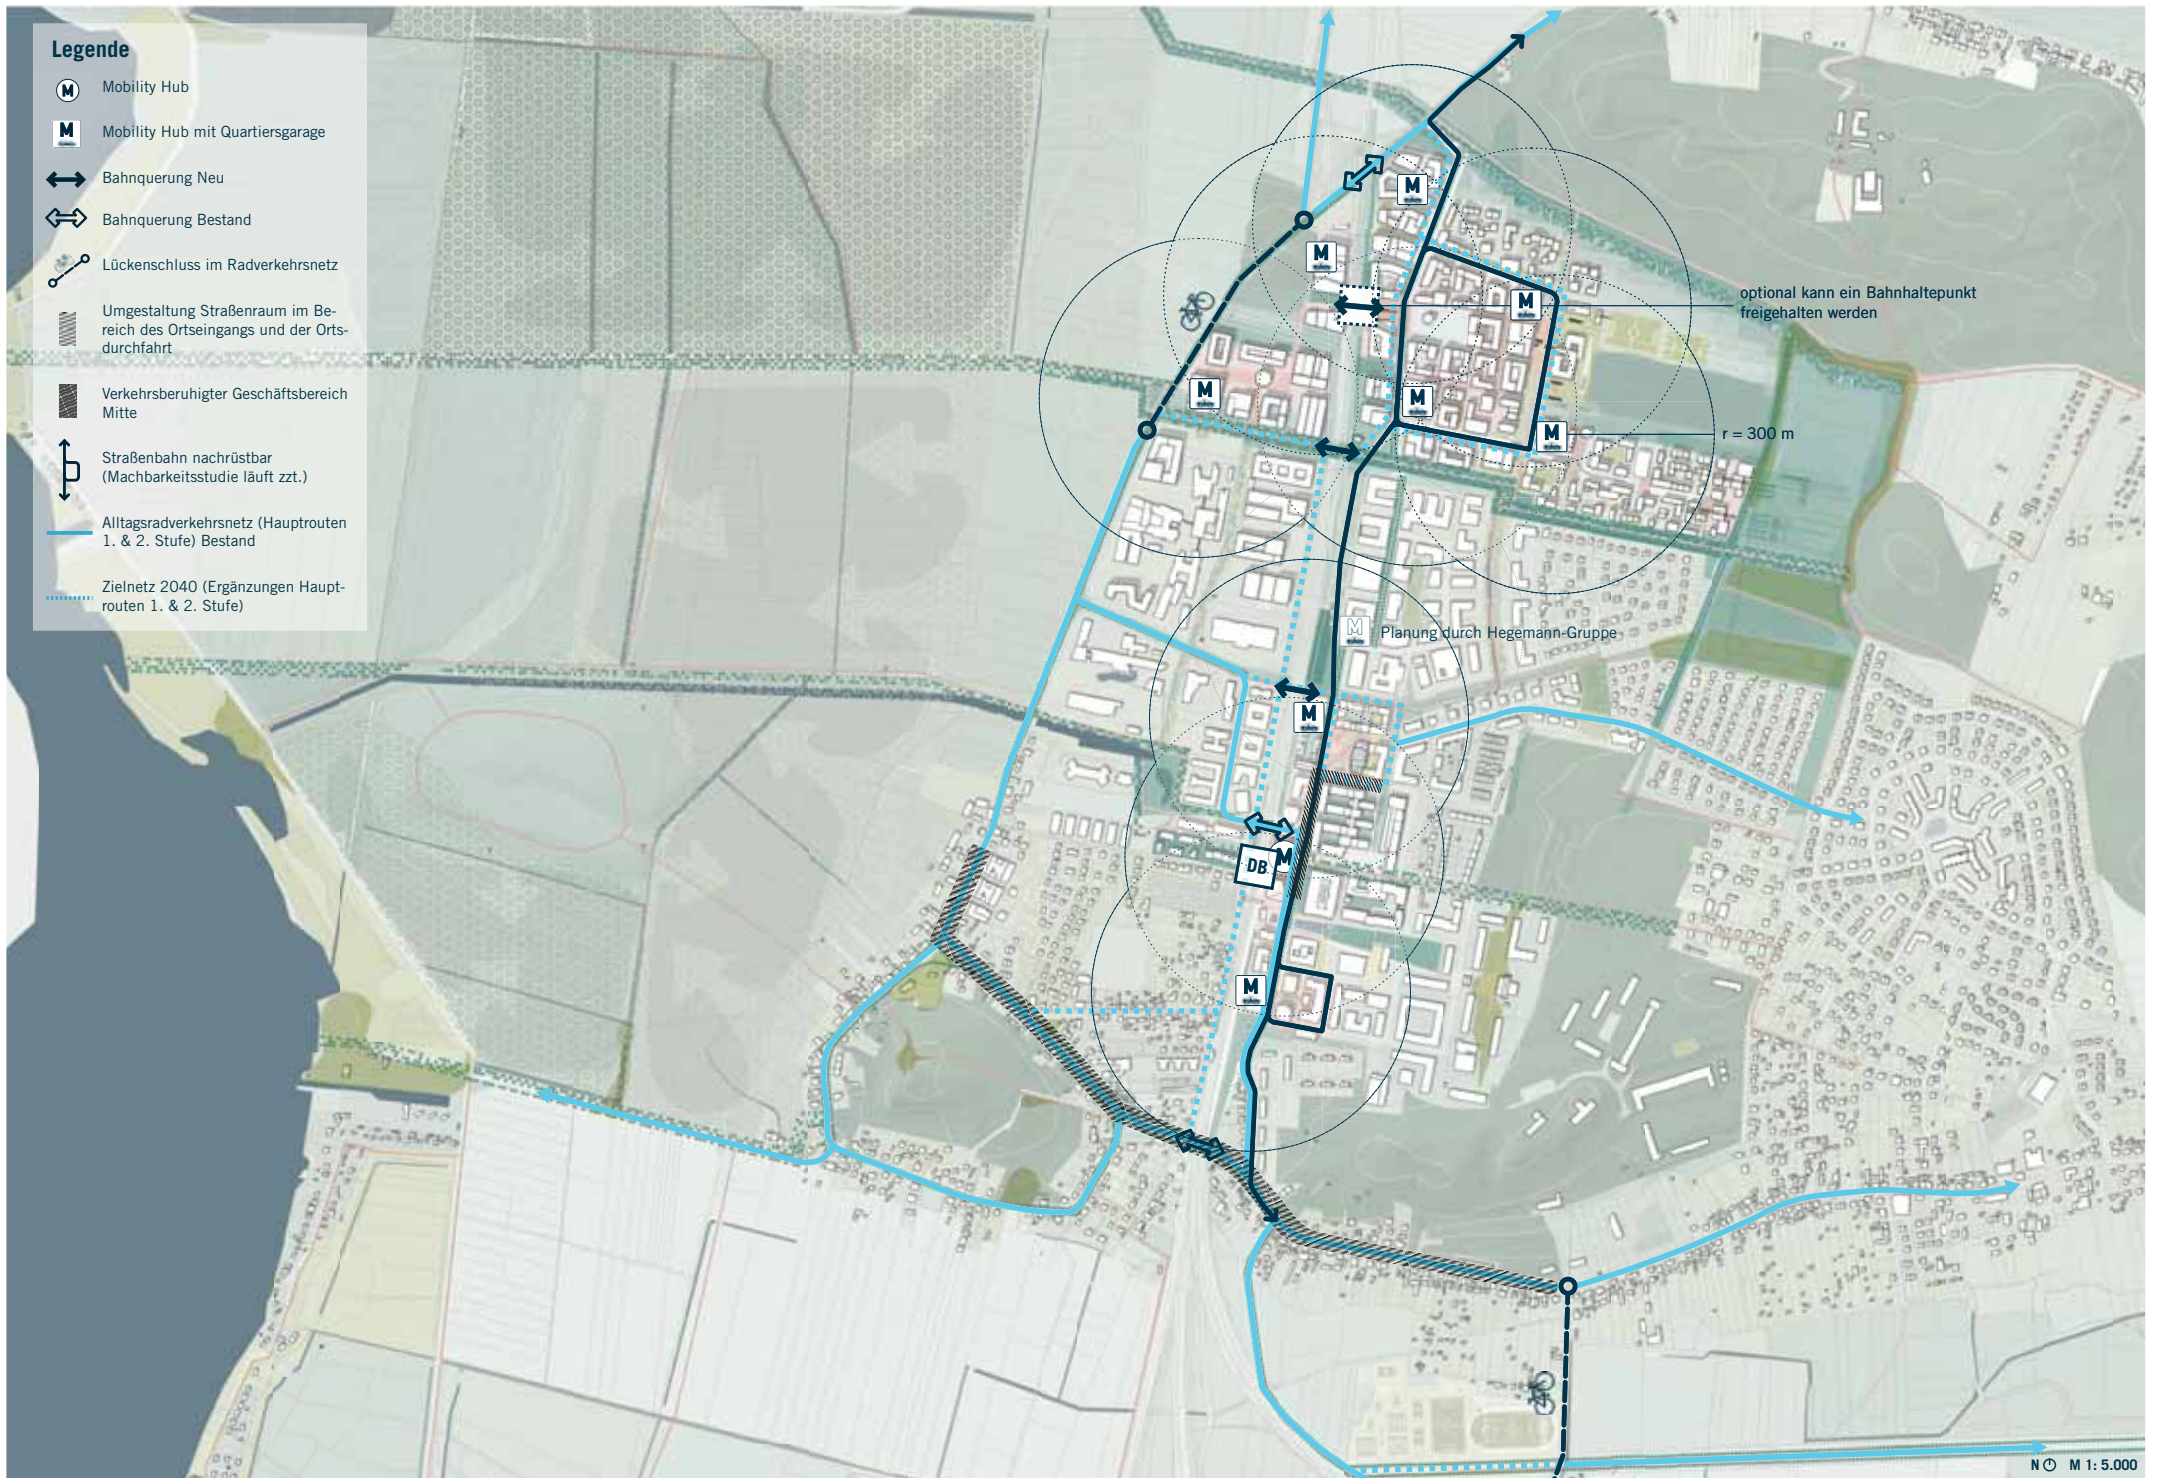 Legende
M
Mobility Hub
M
Mobility Hub mit Quartiersgarage
Bahnquerung Neu
Bahnquerung Bestand
Lückenschluss im Radverkehrsnetz
Umgestaltung Straßenraum im Be-
reich des Ortseingangs und der Orts-
durchfahrt
Verkehrsberuhigter Geschäftsbereich
Mitte
Straßenbahn nachrüstbar
(Machbarkeitsstudie läuft zzt.)
Alltagsradverkehrsnetz (Hauptrouten
1. & 2. Stufe) Bestand
Zielnetz 2040 (Ergänzungen Haupt-
routen 1. & 2. Stufe)
M
M
M
optional kann ein Bahnhaltepunkt
freigehalten werden
M
M
M
r = 300 m
M
Planung durch Hegemann-Gruppe
M
M
DB
M
N
M 1: 5.000